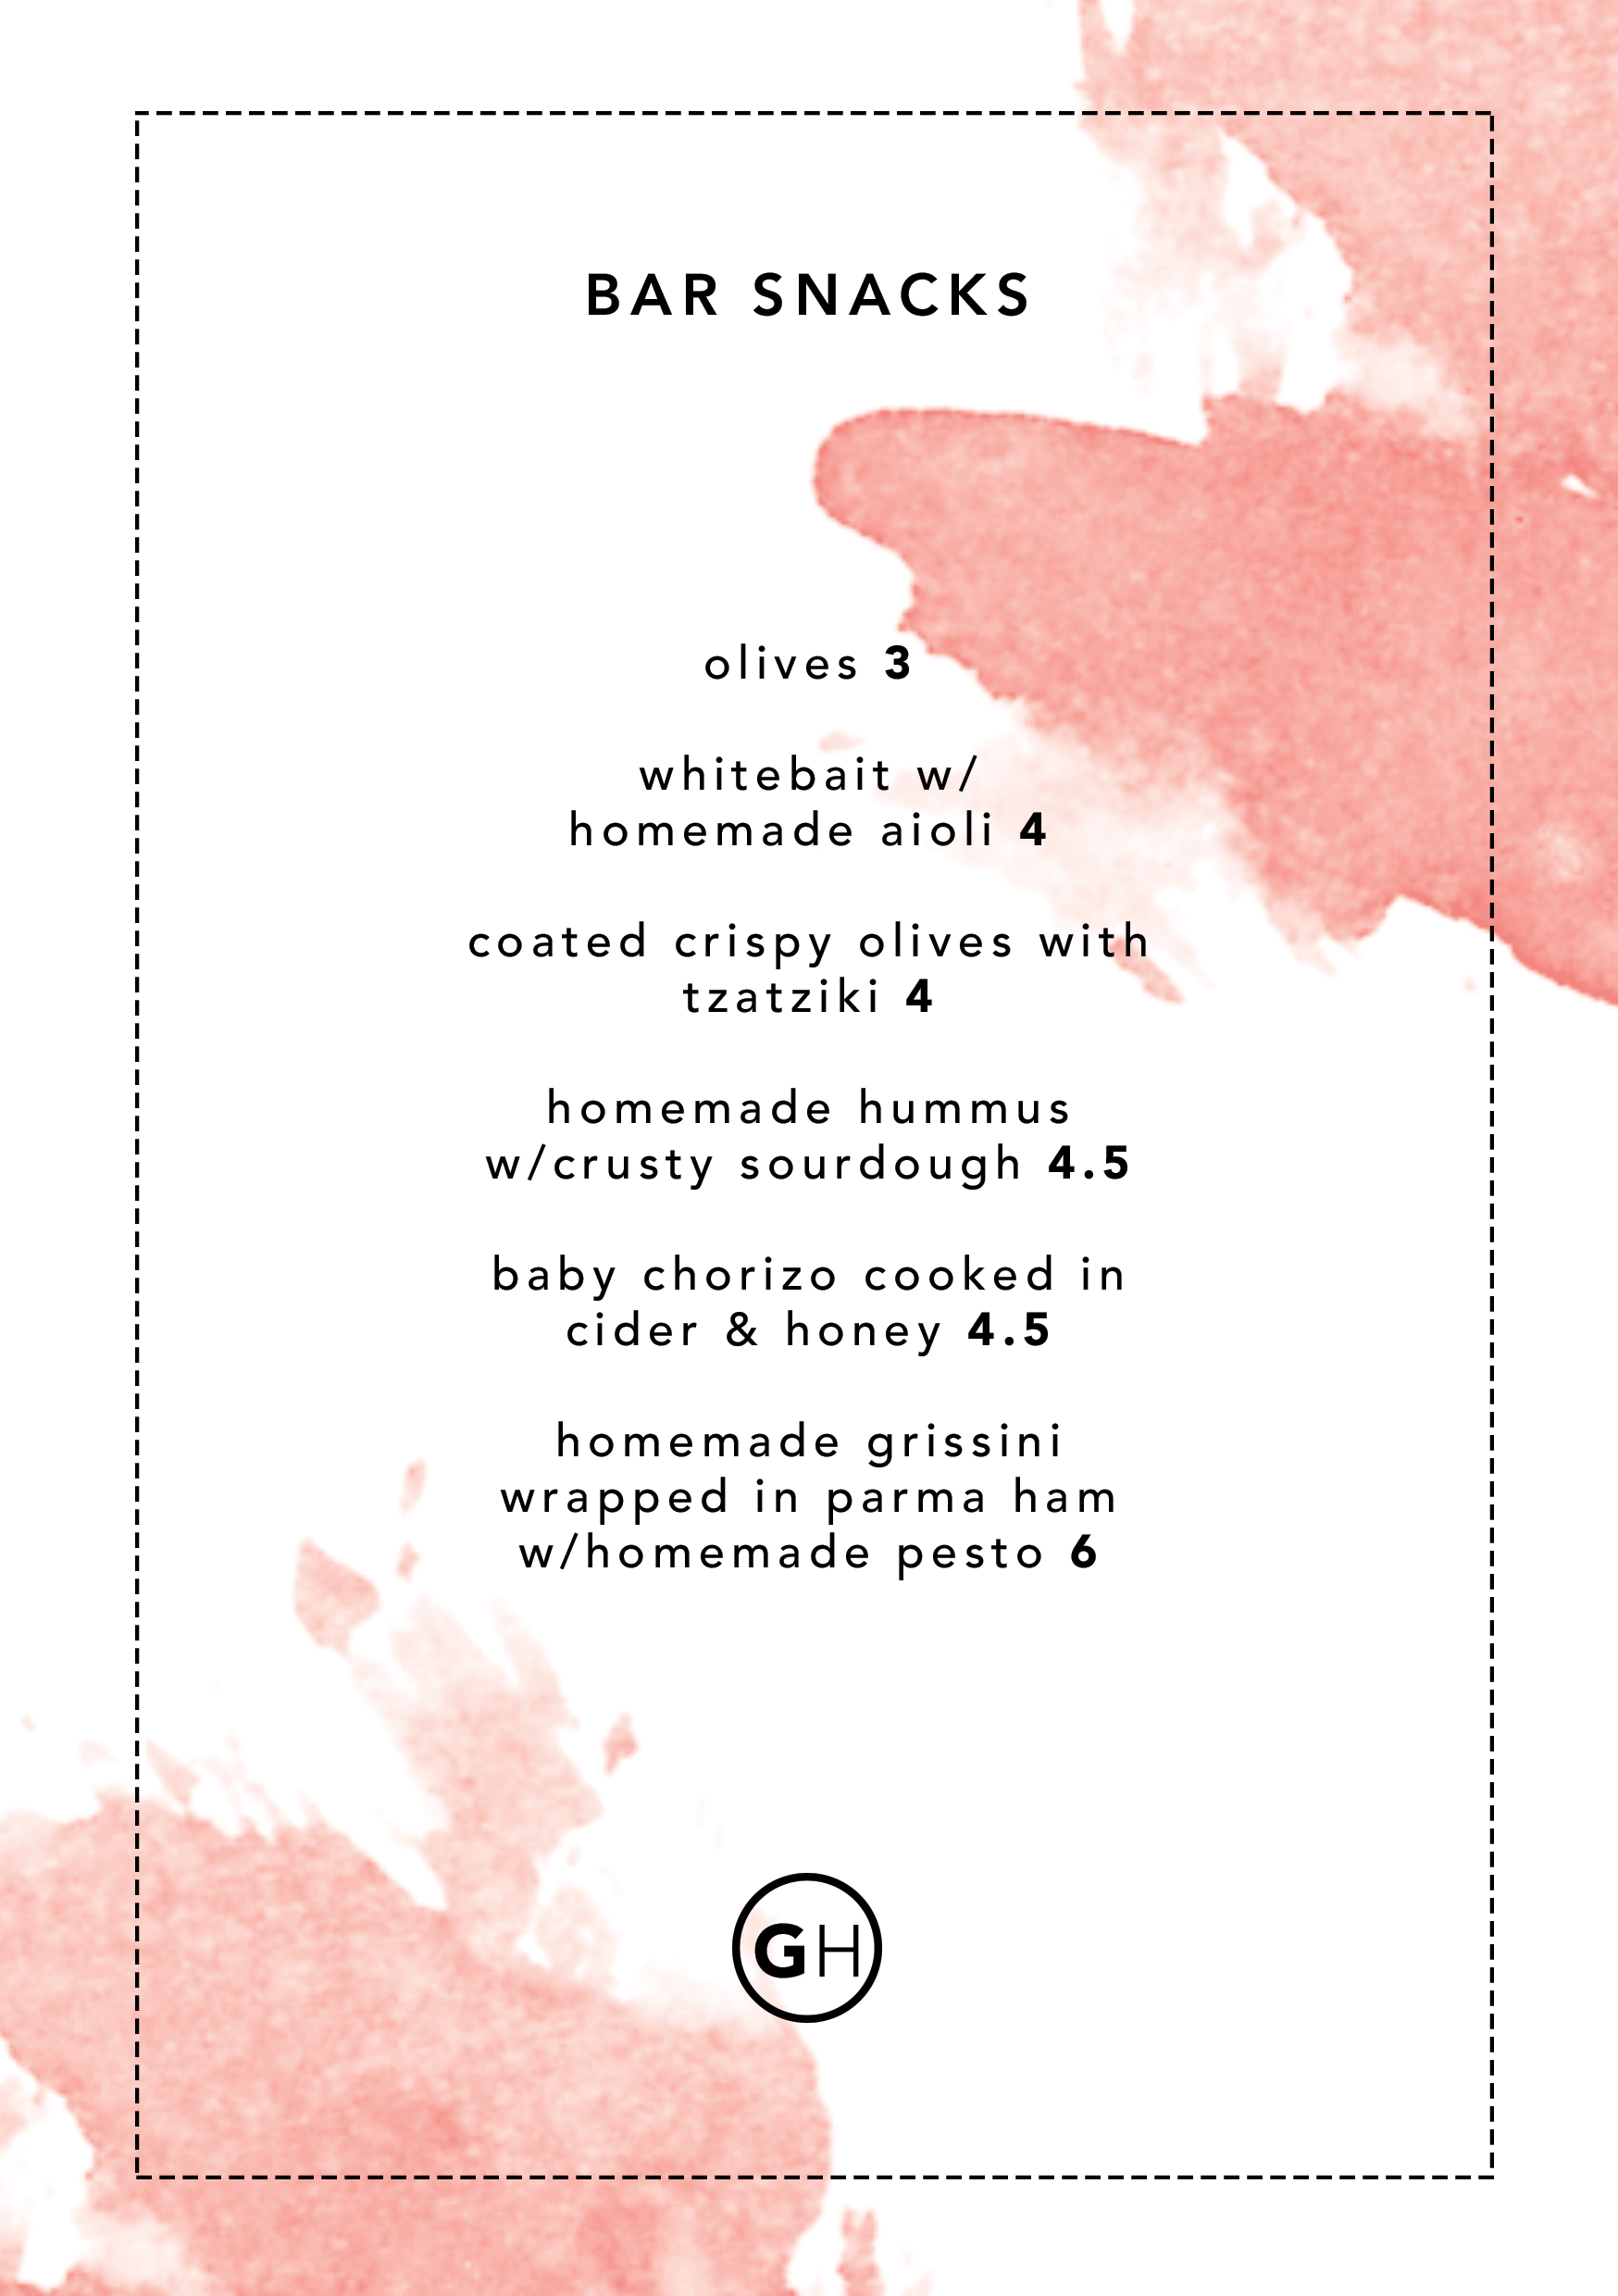 BAR SNACKS
olives 3
whitebait w/
homemade aioli 4
coated crispy olives with
tzatziki 4
homemade hummus
w/crusty sourdough 4.5
baby chorizo cooked in
cider & honey 4.5
homemade grissini
wrapped in parma ham
w/homemade pesto 6
GH